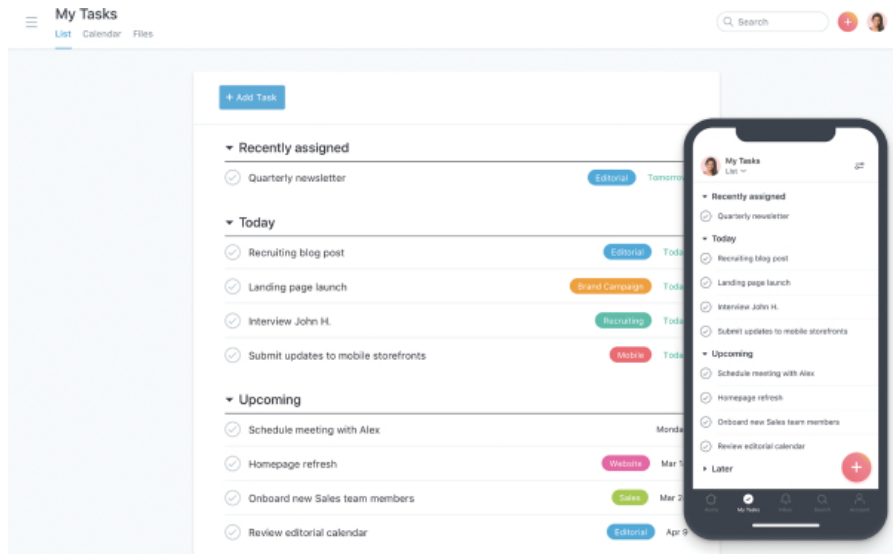 My Tasks
List Calendar Files
Search
+ Add Task
Recently assigned
Quarterly newsletter Editorial
Today
Recruiting blog post Editorial
Landing page launch Brand Campaign
Interview John H. Recruiting
Submit updates to mobile storefronts Mobile
Upcoming
Schedule meeting with Alex
Homepage refresh Website Mar
Onboard new Sales team members Sales Mar
Review editorial calendar Editorial Apr 9
My Tasks
List
Recently assigned
Quarterly newsletter
Today
Recruiting blog post
Landing page launch
Interview John H.
Submit updates to mobile storefronts
Upcoming
Schedule meeting with Alex
Homepage refresh
Onboard new Sales team members
Review editorial calendar
Later
Home My Tasks Inbox Search Account